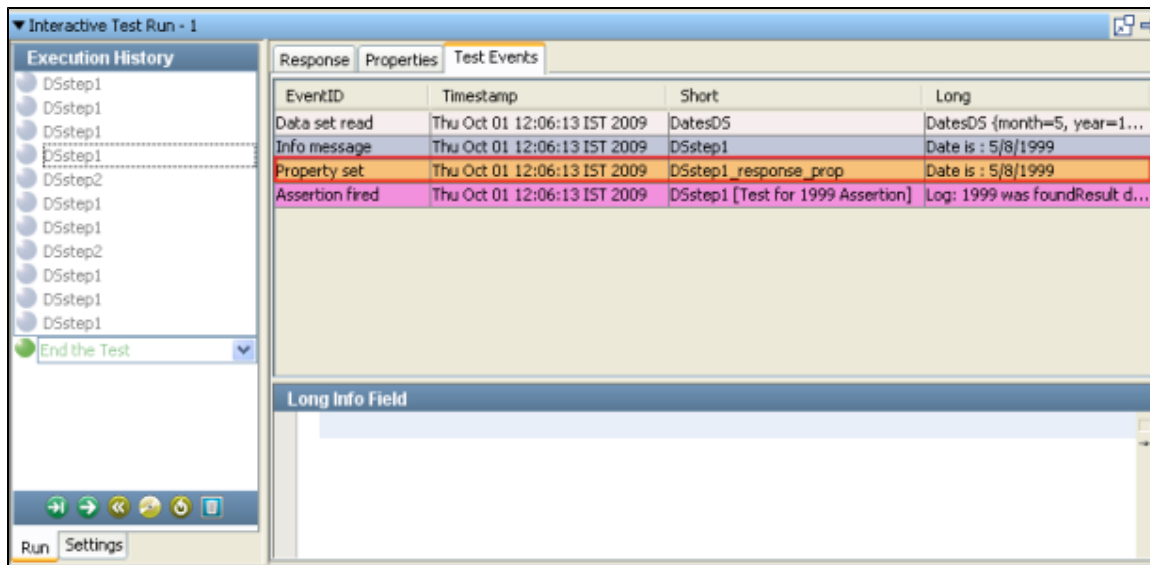 Interactive Test Run - 1
Execution History
DSstep1
DSstep1
DSstep1
DSstep1
DSstep2
DSstep1
DSstep1
DSstep2
DSstep1
DSstep1
DSstep1
End the Test
Run Settings
Response Properties Test Events
EventID Timestamp Short Long
Data set read Thu Oct 01 12:06:13 IST 2009 DatesDS DatesDS {month=5, year=1...
Info message Thu Oct 01 12:06:13 IST 2009 DSstep1 Date is : 5/8/1999
Property set Thu Oct 01 12:06:13 IST 2009 DSstep1_response_prop Date is : 5/8/1999
Assertion fired Thu Oct 01 12:06:13 IST 2009 DSstep1 [Test for 1999 Assertion] Log: 1999 was foundResult d...
Long Info Field